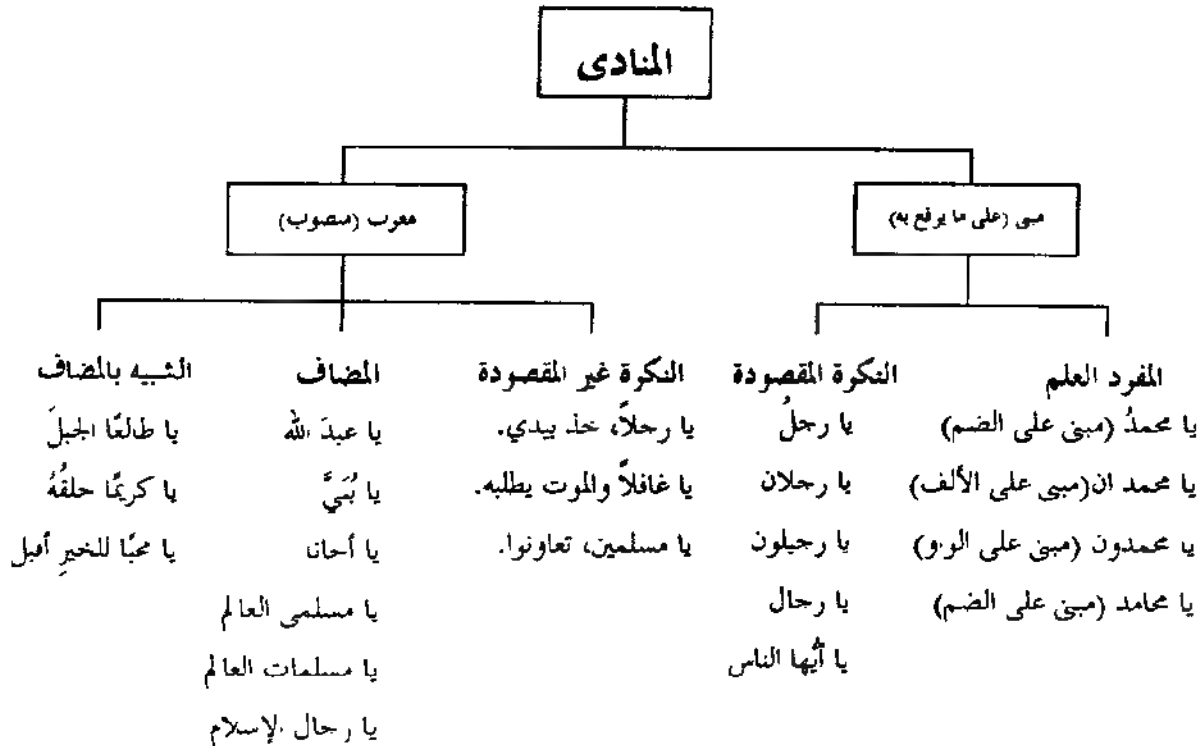 المنادى
مبنى (على ما يرفع به)
معرب (منصوب)
المفرد العلم
يا محمدُ (مبنى على الضم)
يا محمد ان(مبنى على الألف)
يا محمدون (مبنى على الواو)
يا محامد (مبنى على الضم)
النكرة المقصودة
يا رجلُ
يا رجلان
يا رجيلون
يا رجال
يا أيُّها الناس
النكرة غير المقصودة
يا رجلاً، خذ بيدي.
يا غافلاً والموت يطلبه.
يا مسلمين، تعاونوا.
المضاف
يا عبدَ الله
يا بُنَيَّ
يا أخانا
يا مسلمى العالم
يا مسلمات العالم
يا رجال الإسلام
الشبيه بالمضاف
يا طالعًا الجبلَ
يا كريمًا خلقُهُ
يا محبًا للخيرِ أقبل